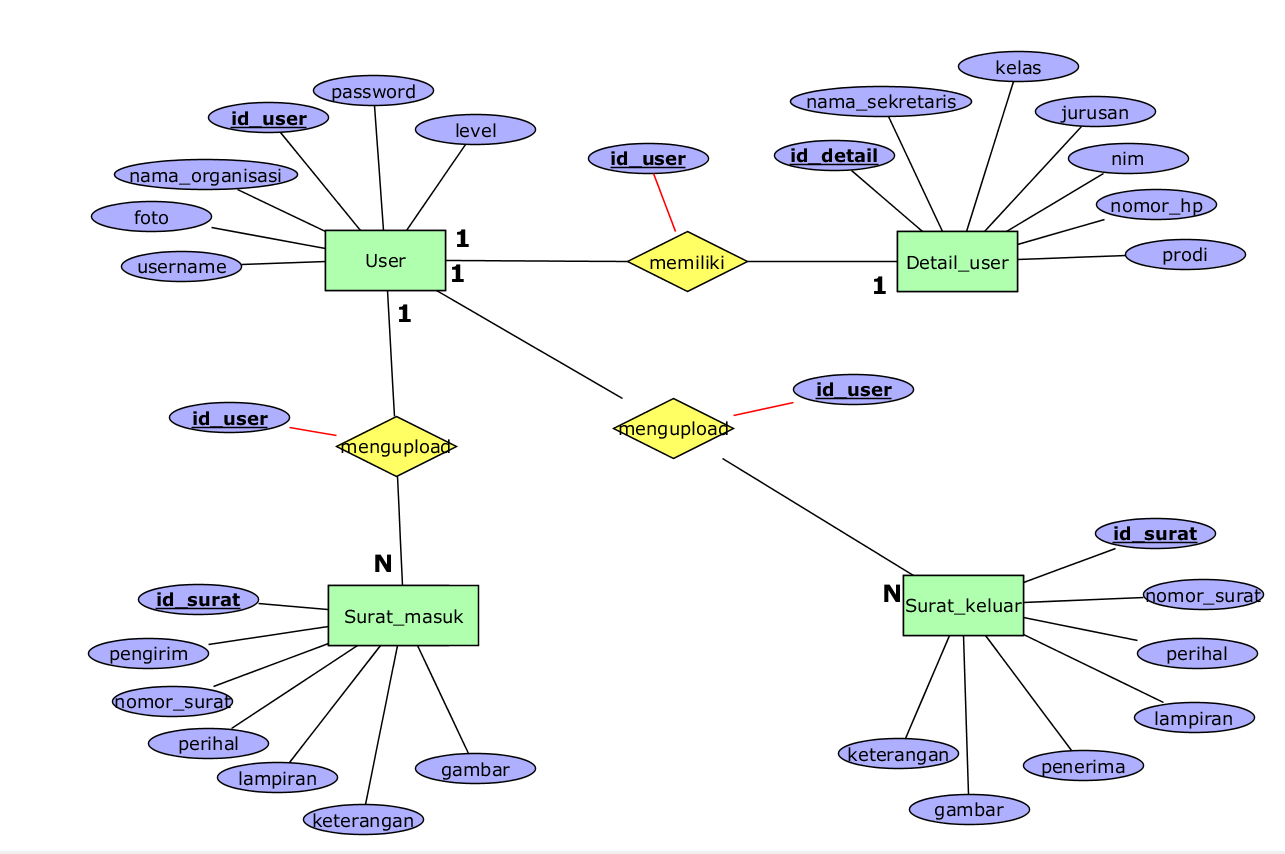 kelas
password
nama_sekretaris
id_user
jurusan
level
id_user
id_detail
nim
nama_organisasi
nomor_hp
foto
1
username
User
1
memiliki
Detail_user
prodi
1
1
id_user
id_user
mengupload
mengupload
id_surat
N
N
id_surat
nomor_surat
Surat_masuk
Surat_keluar
pengirim
perihal
nomor_surat
lampiran
perihal
keterangan
lampiran
gambar
penerima
keterangan
gambar